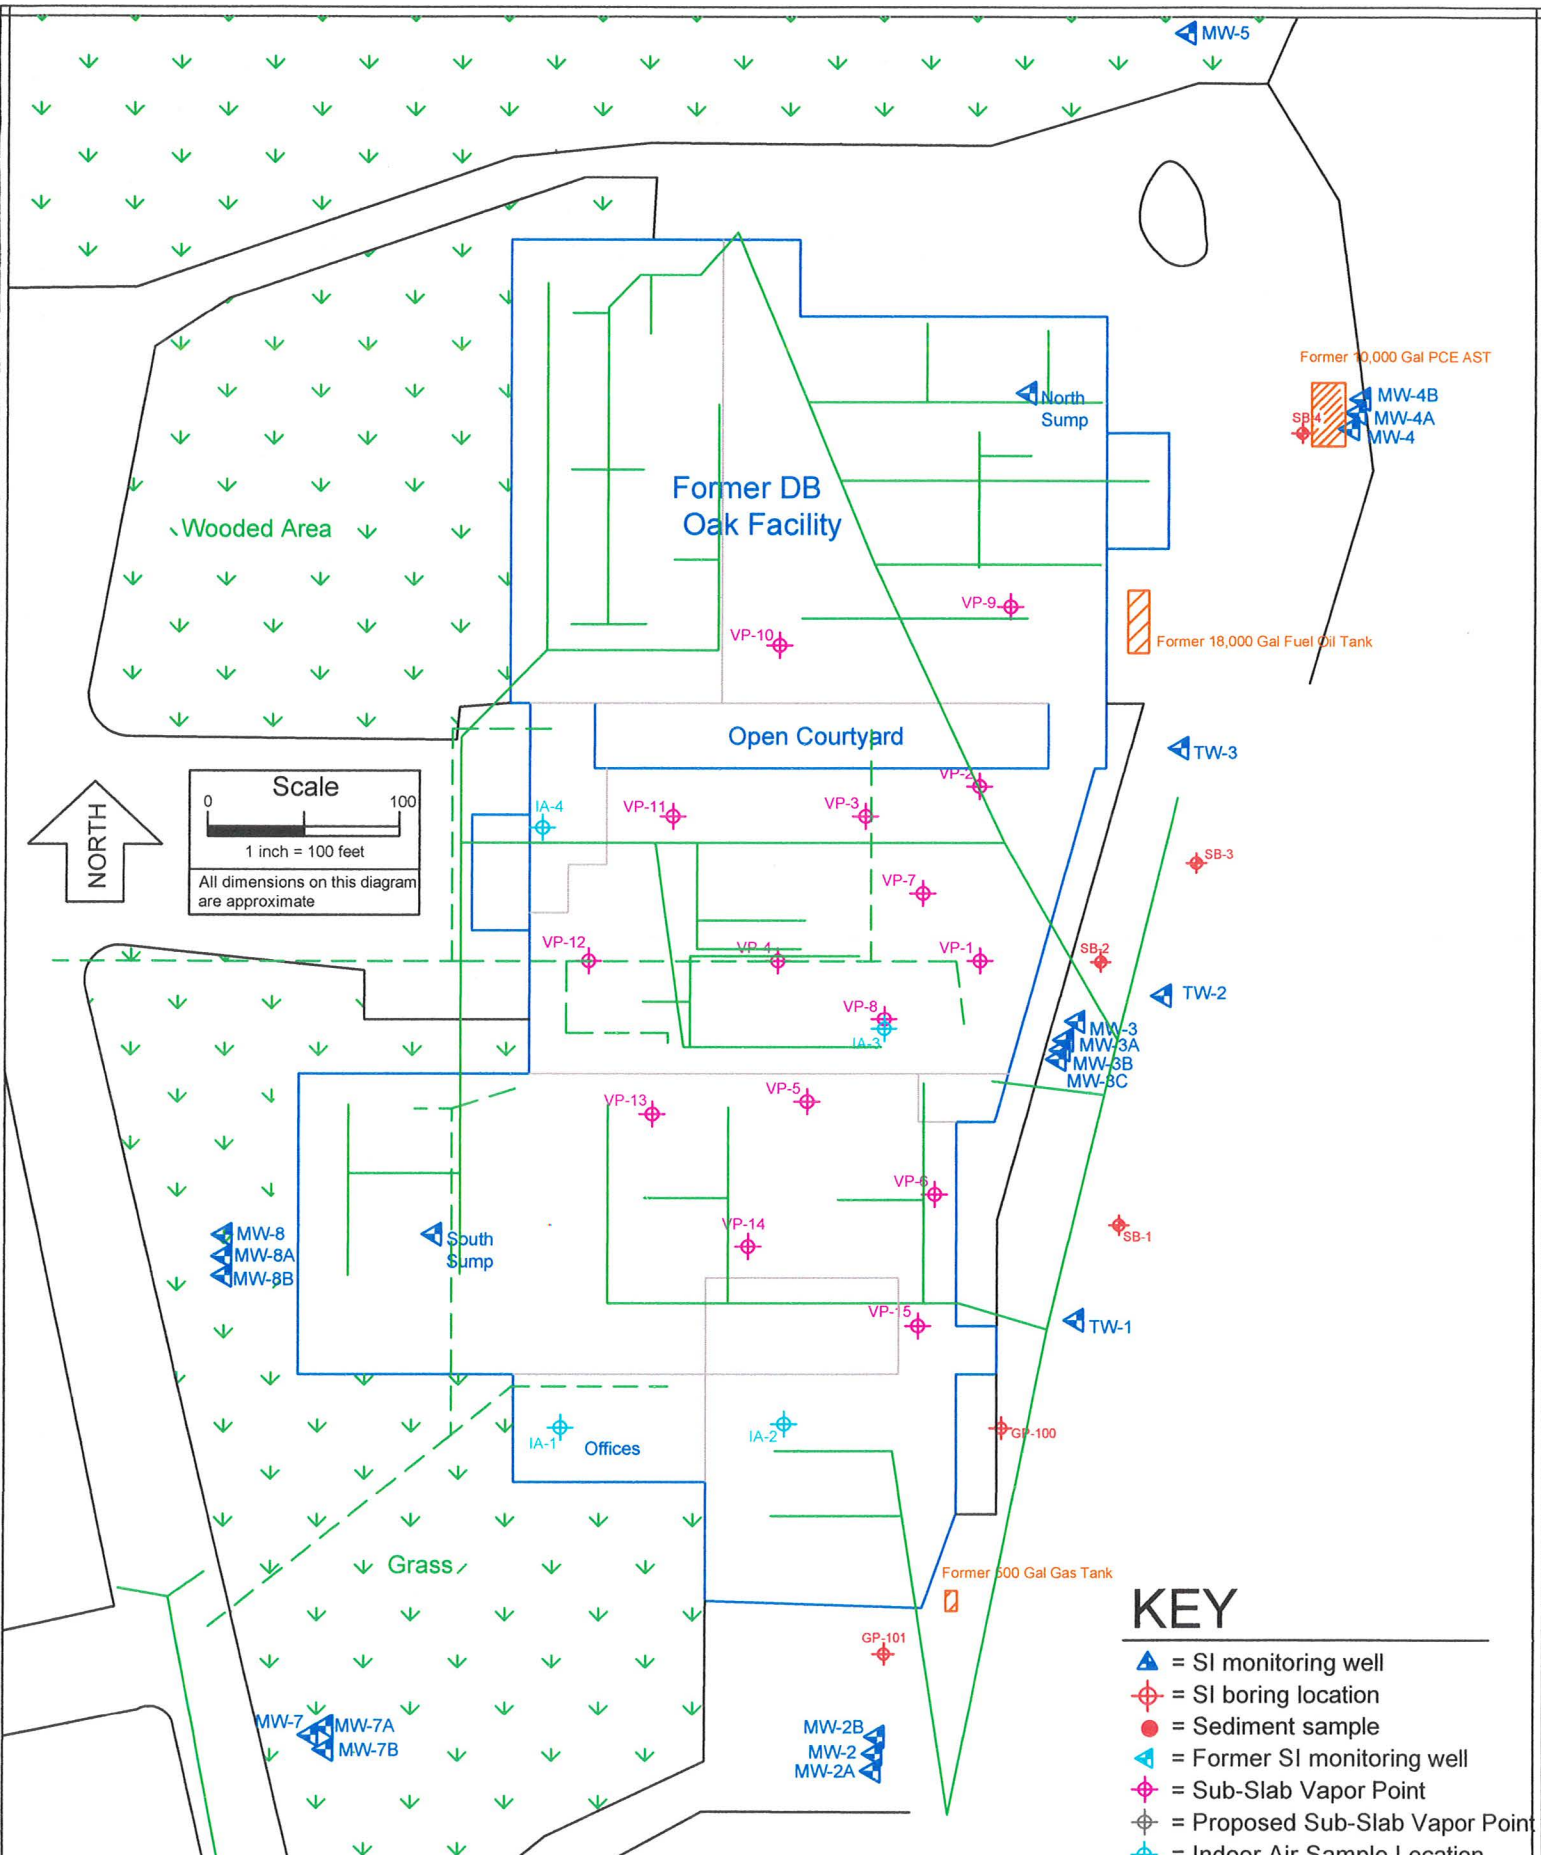 MW-5
Former 10,000 Gal PCE AST
MW-4B
MW-4A
MW-4
SB-4
North
Sump
Former DB
Oak Facility
Wooded Area
VP-9
VP-10
Former 18,000 Gal Fuel Oil Tank
Open Courtyard
TW-3
VP-2
Scale
0 100
1 inch = 100 feet
All dimensions on this diagram
are approximate
NORTH
IA-4
VP-11
VP-3
SB-3
VP-7
VP-12
VP-4
VP-1
SB-2
TW-2
VP-8
IA-3
MW-3
MW-3A
MW-3B
MW-3C
VP-13
VP-5
VP-6
VP-14
MW-8
MW-8A
MW-8B
South
Sump
SB-1
VP-15
TW-1
IA-1
Offices
IA-2
GP-100
Grass
Former 500 Gal Gas Tank
GP-101
MW-7
MW-7A
MW-7B
MW-2B
MW-2
MW-2A
KEY
= SI monitoring well
= SI boring location
= Sediment sample
= Former SI monitoring well
= Sub-Slab Vapor Point
= Proposed Sub-Slab Vapor Point
= Indoor Air Sample Location